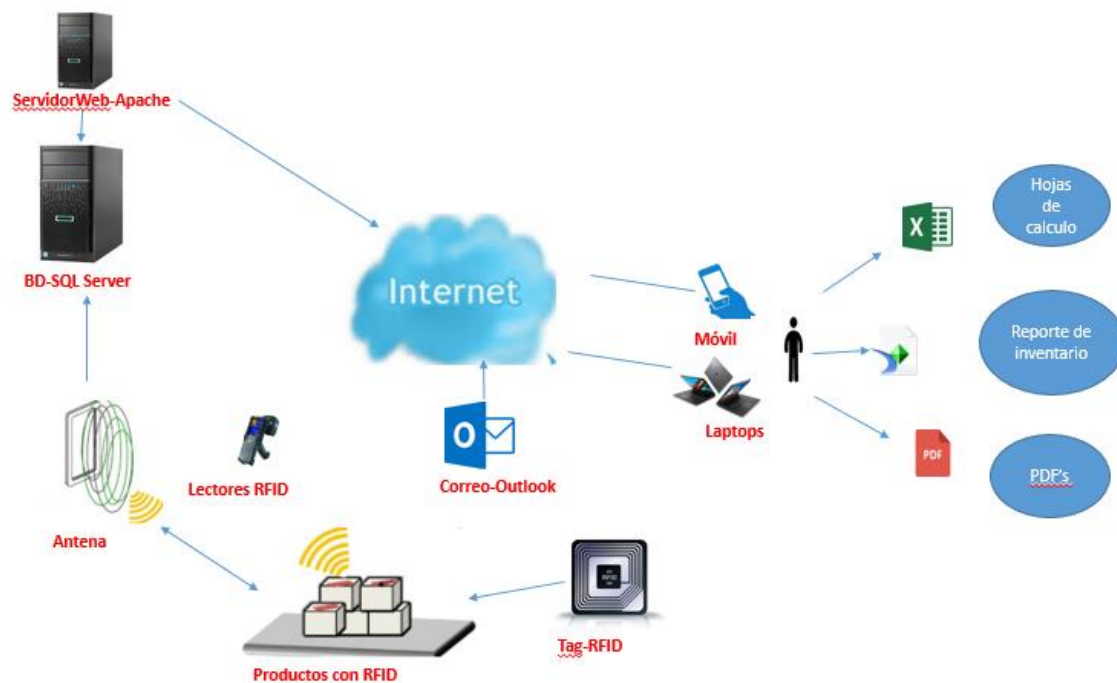 ServidorWeb-Apache
BD-SQL Server
Internet
Móvil
Laptops
X
Hojas
de
calculo
Reporte de
inventario
PDF
PDF's
O
Correo-Outlook
Lectores RFID
Antena
RFID
Tag-RFID
Productos con RFID